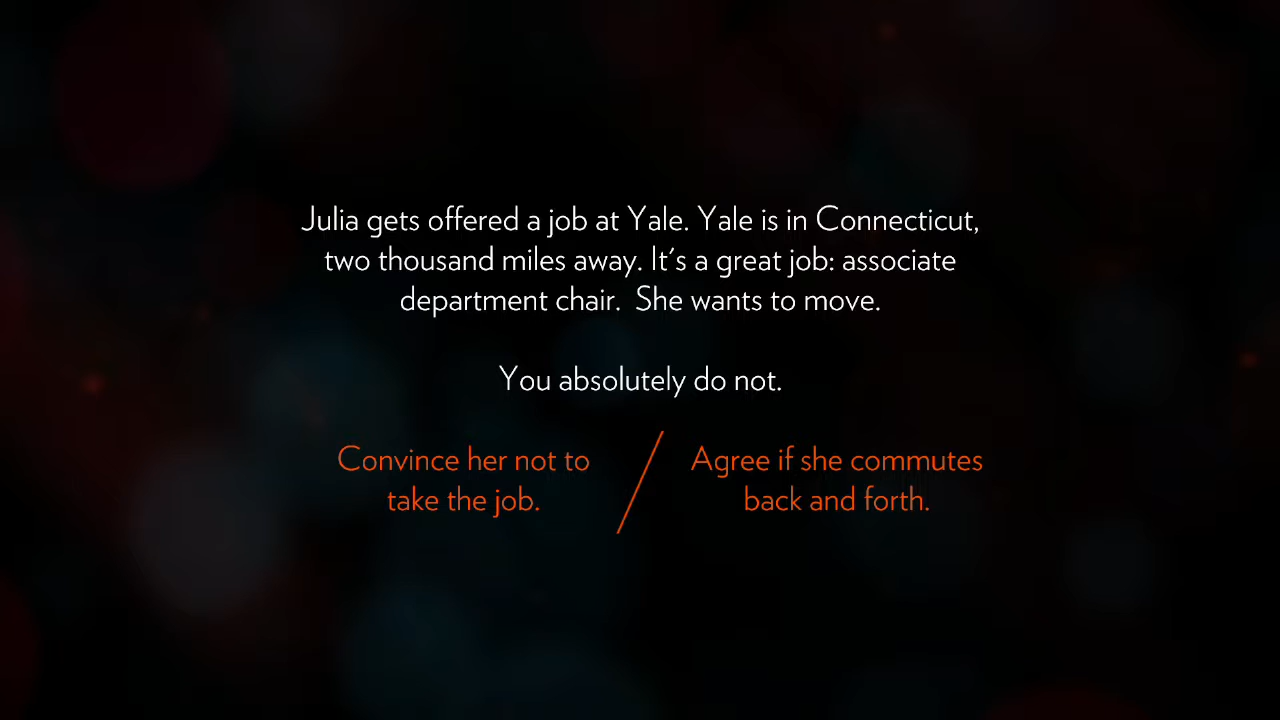 Julia gets offered a job at Yale. Yale is in Connecticut,
two thousand miles away. It's a great job: associate
department chair.  She wants to move.
You absolutely do not.
Convince her not to
take the job.
Agree if she commutes
back and forth.